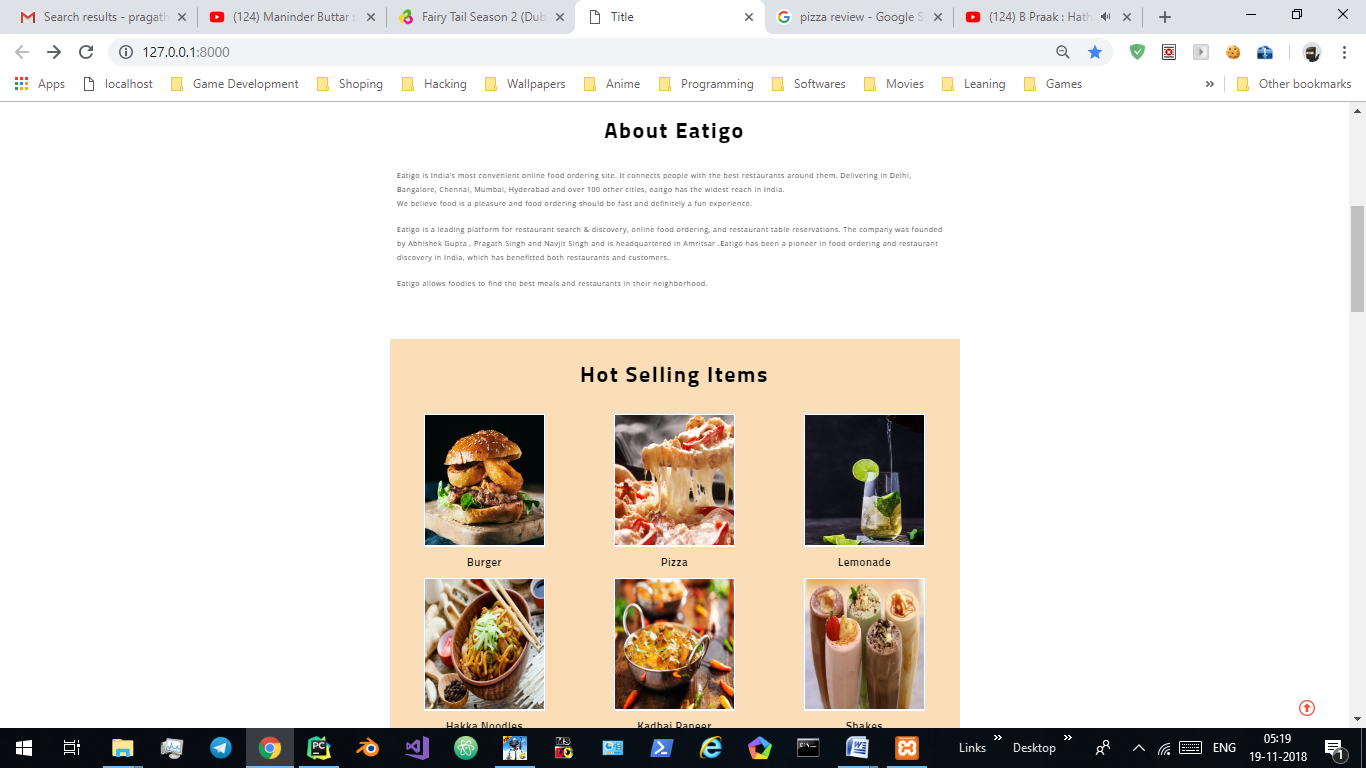 Search results - pragath
(124) Maninder Buttar :
Fairy Tail Season 2 (Dub
Title
pizza review - Google S
(124) B Praak : Hath
127.0.0.1:8000
Apps
localhost
Game Development
Shoping
Hacking
Wallpapers
Anime
Programming
Softwares
Movies
Leaning
Games
»
Other bookmarks
About Eatigo
Eatigo is India's most convenient online food ordering site. It connects people with the best restaurants around them. Delivering in Delhi,
Bangalore, Chennai, Mumbai, Hyderabad and over 100 other cities, eaitgo has the widest reach in India.
We believe food is a pleasure and food ordering should be fast and definitely a fun experience.
Eatigo is a leading platform for restaurant search & discovery, online food ordering, and restaurant table reservations. The company was founded
by Abhishek Gupta , Pragath Singh and Navjit Singh and is headquartered in Amritsar .Eatigo has been a pioneer in food ordering and restaurant
discovery in India, which has benefitted both restaurants and customers.
Eatigo allows foodies to find the best meals and restaurants in their neighborhood.
Hot Selling Items
Burger
Pizza
Lemonade
Hakka Noodles
Kadhai Paneer
Shakes
PC
Links »
Desktop »
ENG
05:19
19-11-2018
1